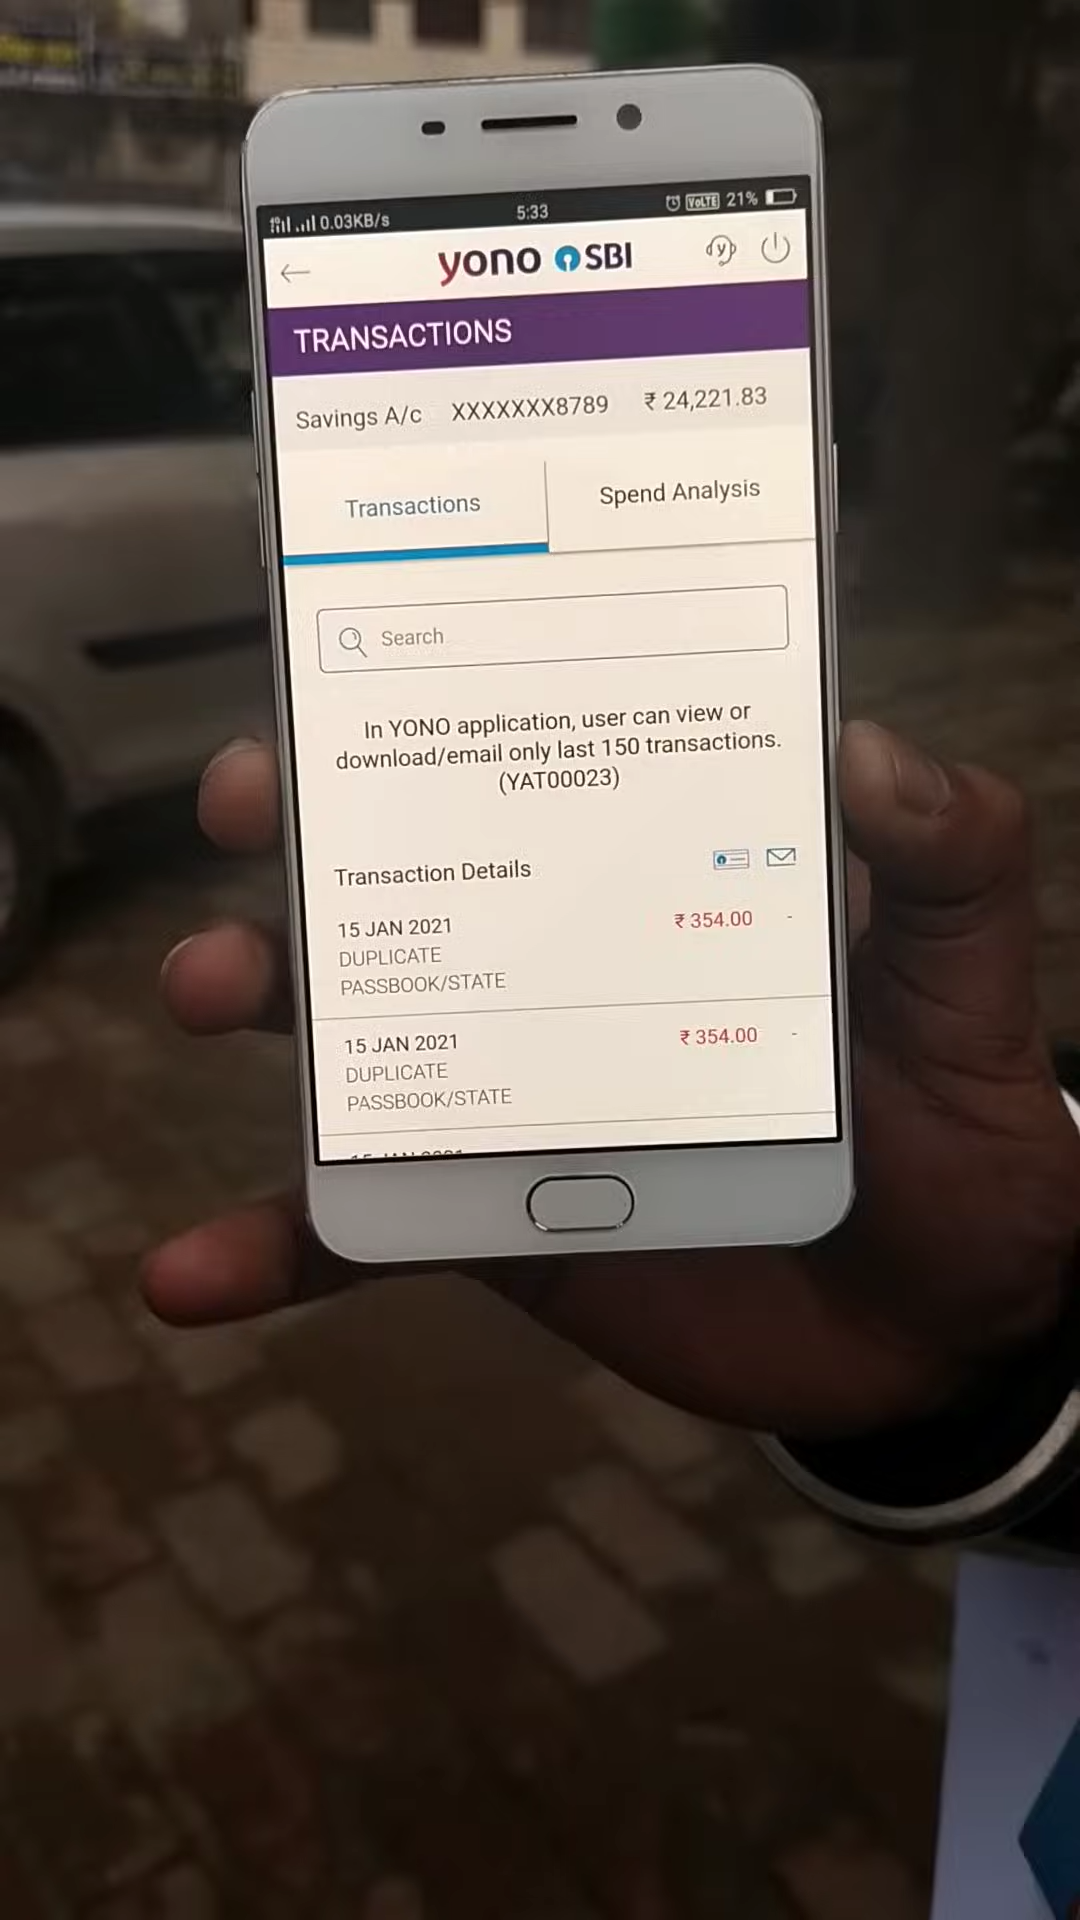 0.03KB/s 5:33 VoLTE 21%
yono SBI
TRANSACTIONS
Savings A/c XXXXXXX8789 ₹ 24,221.83
Transactions Spend Analysis
Search
In YONO application, user can view or
download/email only last 150 transactions.
(YAT00023)
Transaction Details
15 JAN 2021 ₹ 354.00 -
DUPLICATE
PASSBOOK/STATE
15 JAN 2021 ₹ 354.00 -
DUPLICATE
PASSBOOK/STATE